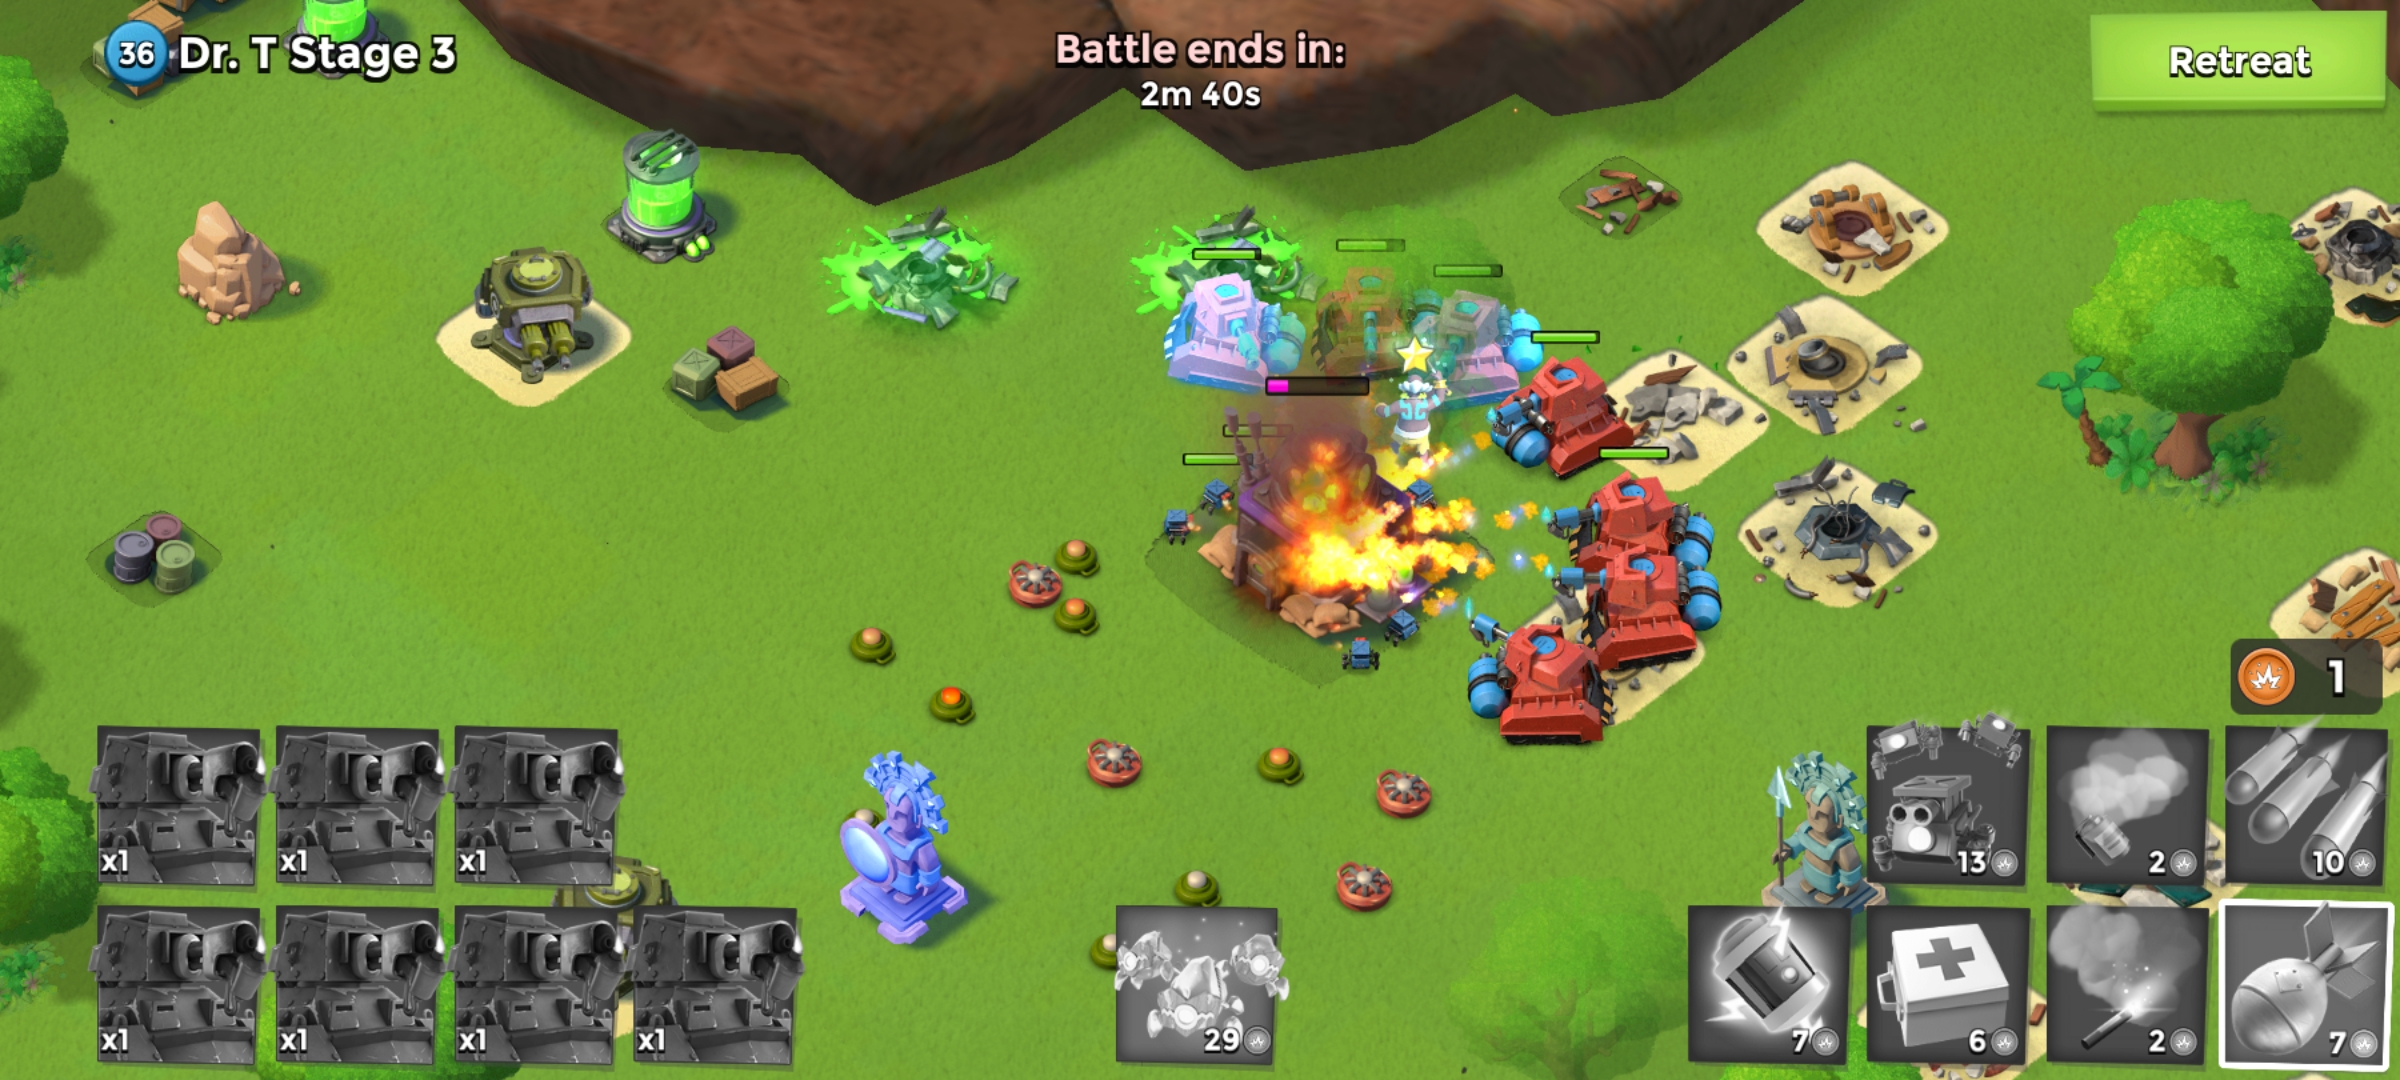 36 Dr. T Stage 3
Battle ends in:
2m 40s
Retreat
1
x1 x1 x1
13 2 10
x1 x1 x1 x1
29
7 6 2 7